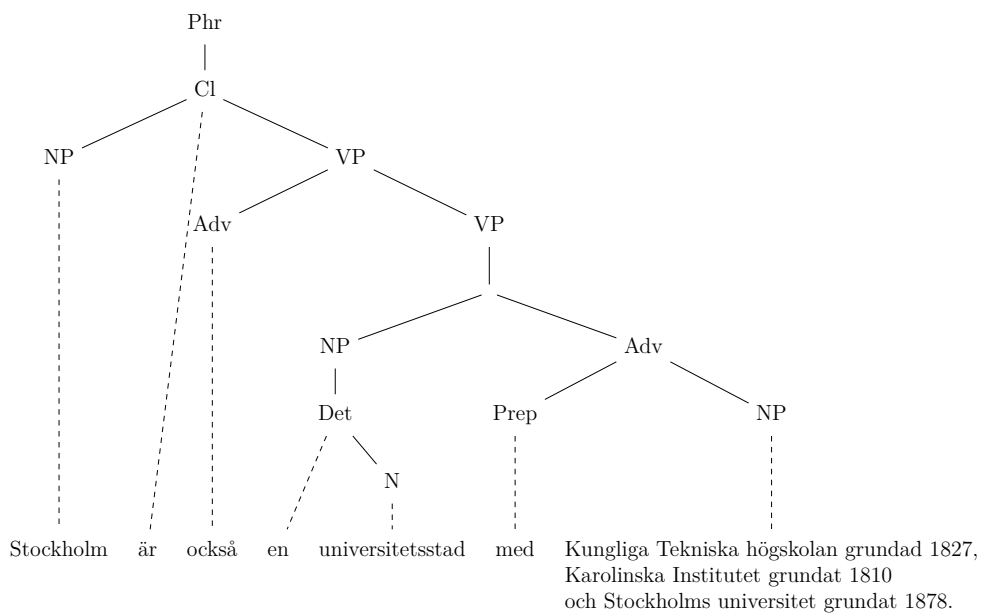 Phr
Cl
NP VP
Adv VP
NP Adv
Det Prep NP
N
Stockholm är också en universitetsstad med Kungliga Tekniska högskolan grundad 1827,
Karolinska Institutet grundat 1810
och Stockholms universitet grundat 1878.